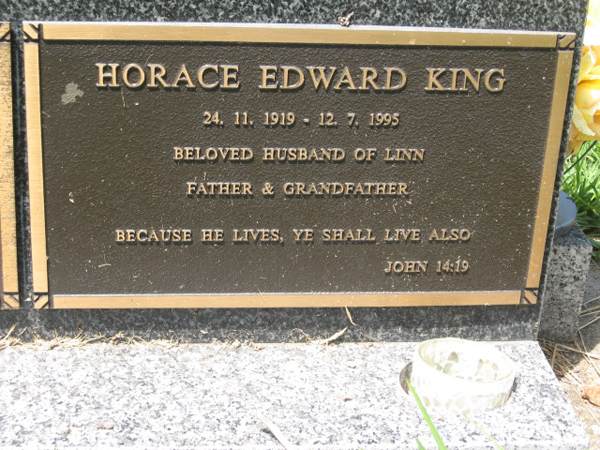 HORACE EDWARD KING
24. 11. 1919 - 12. 7. 1995
BELOVED HUSBAND OF LINN
FATHER & GRANDFATHER
BECAUSE HE LIVES, YE SHALL LIVE ALSO
JOHN 14:19